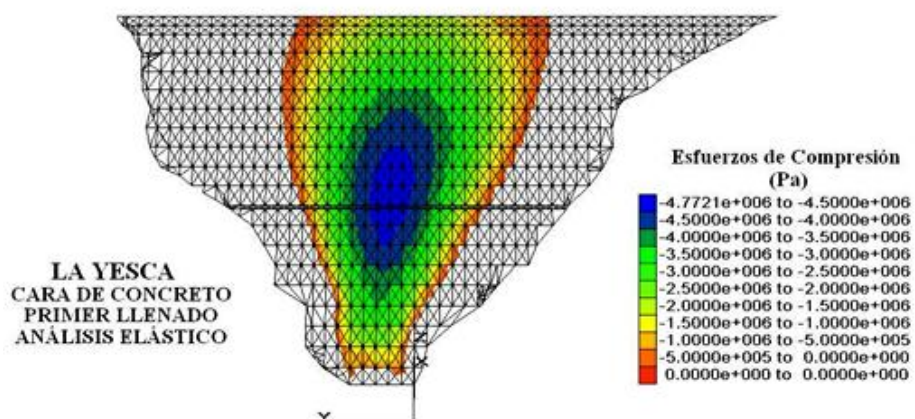 Esfuerzos de Compresión
(Pa)
-4.7721e+006 to -4.5000e+006
-4.5000e+006 to -4.0000e+006
-4.0000e+006 to -3.5000e+006
-3.5000e+006 to -3.0000e+006
-3.0000e+006 to -2.5000e+006
-2.5000e+006 to -2.0000e+006
-2.0000e+006 to -1.5000e+006
-1.5000e+006 to -1.0000e+006
-1.0000e+006 to -5.0000e+005
-5.0000e+005 to 0.0000e+000
0.0000e+000 to 0.0000e+000
LA YESCA
CARA DE CONCRETO
PRIMER LLENADO
ANÁLISIS ELÁSTICO